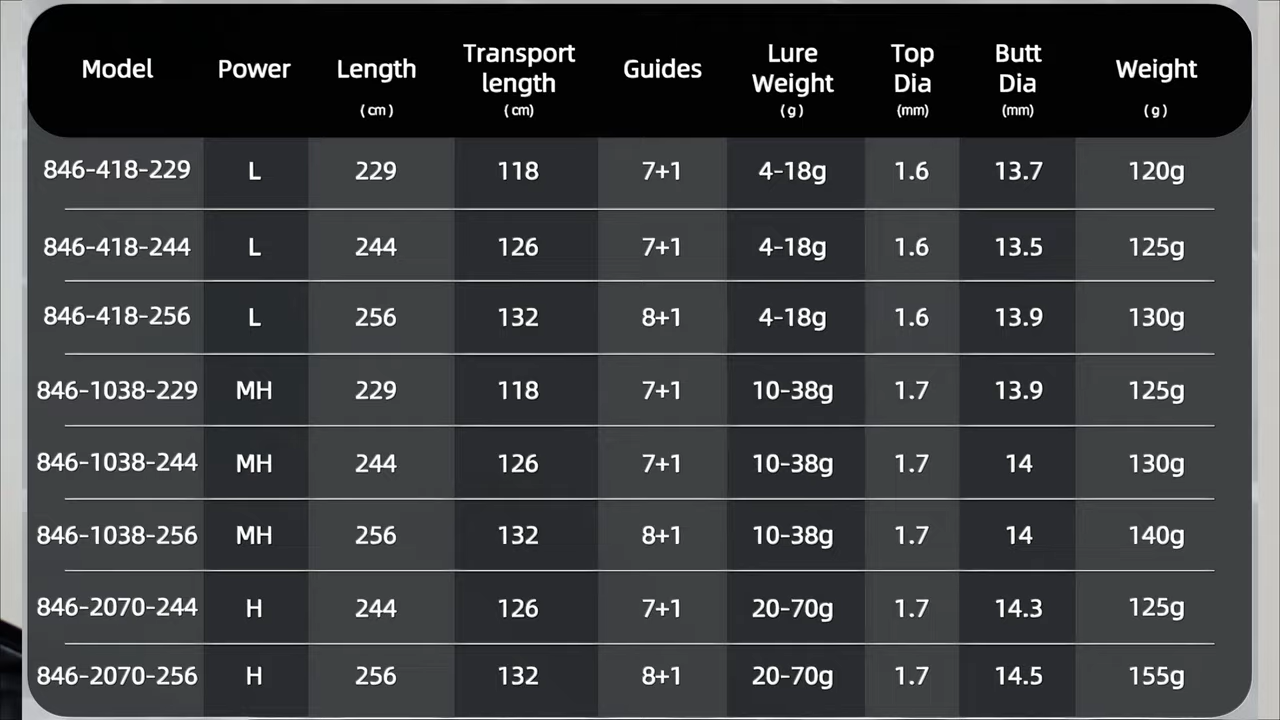 Model Power Length (cm) Transport length (cm) Guides Lure Weight (g) Top Dia (mm) Butt Dia (mm) Weight (g)
846-418-229 L 229 118 7+1 4-18g 1.6 13.7 120g
846-418-244 L 244 126 7+1 4-18g 1.6 13.5 125g
846-418-256 L 256 132 8+1 4-18g 1.6 13.9 130g
846-1038-229 MH 229 118 7+1 10-38g 1.7 13.9 125g
846-1038-244 MH 244 126 7+1 10-38g 1.7 14 130g
846-1038-256 MH 256 132 8+1 10-38g 1.7 14 140g
846-2070-244 H 244 126 7+1 20-70g 1.7 14.3 125g
846-2070-256 H 256 132 8+1 20-70g 1.7 14.5 155g